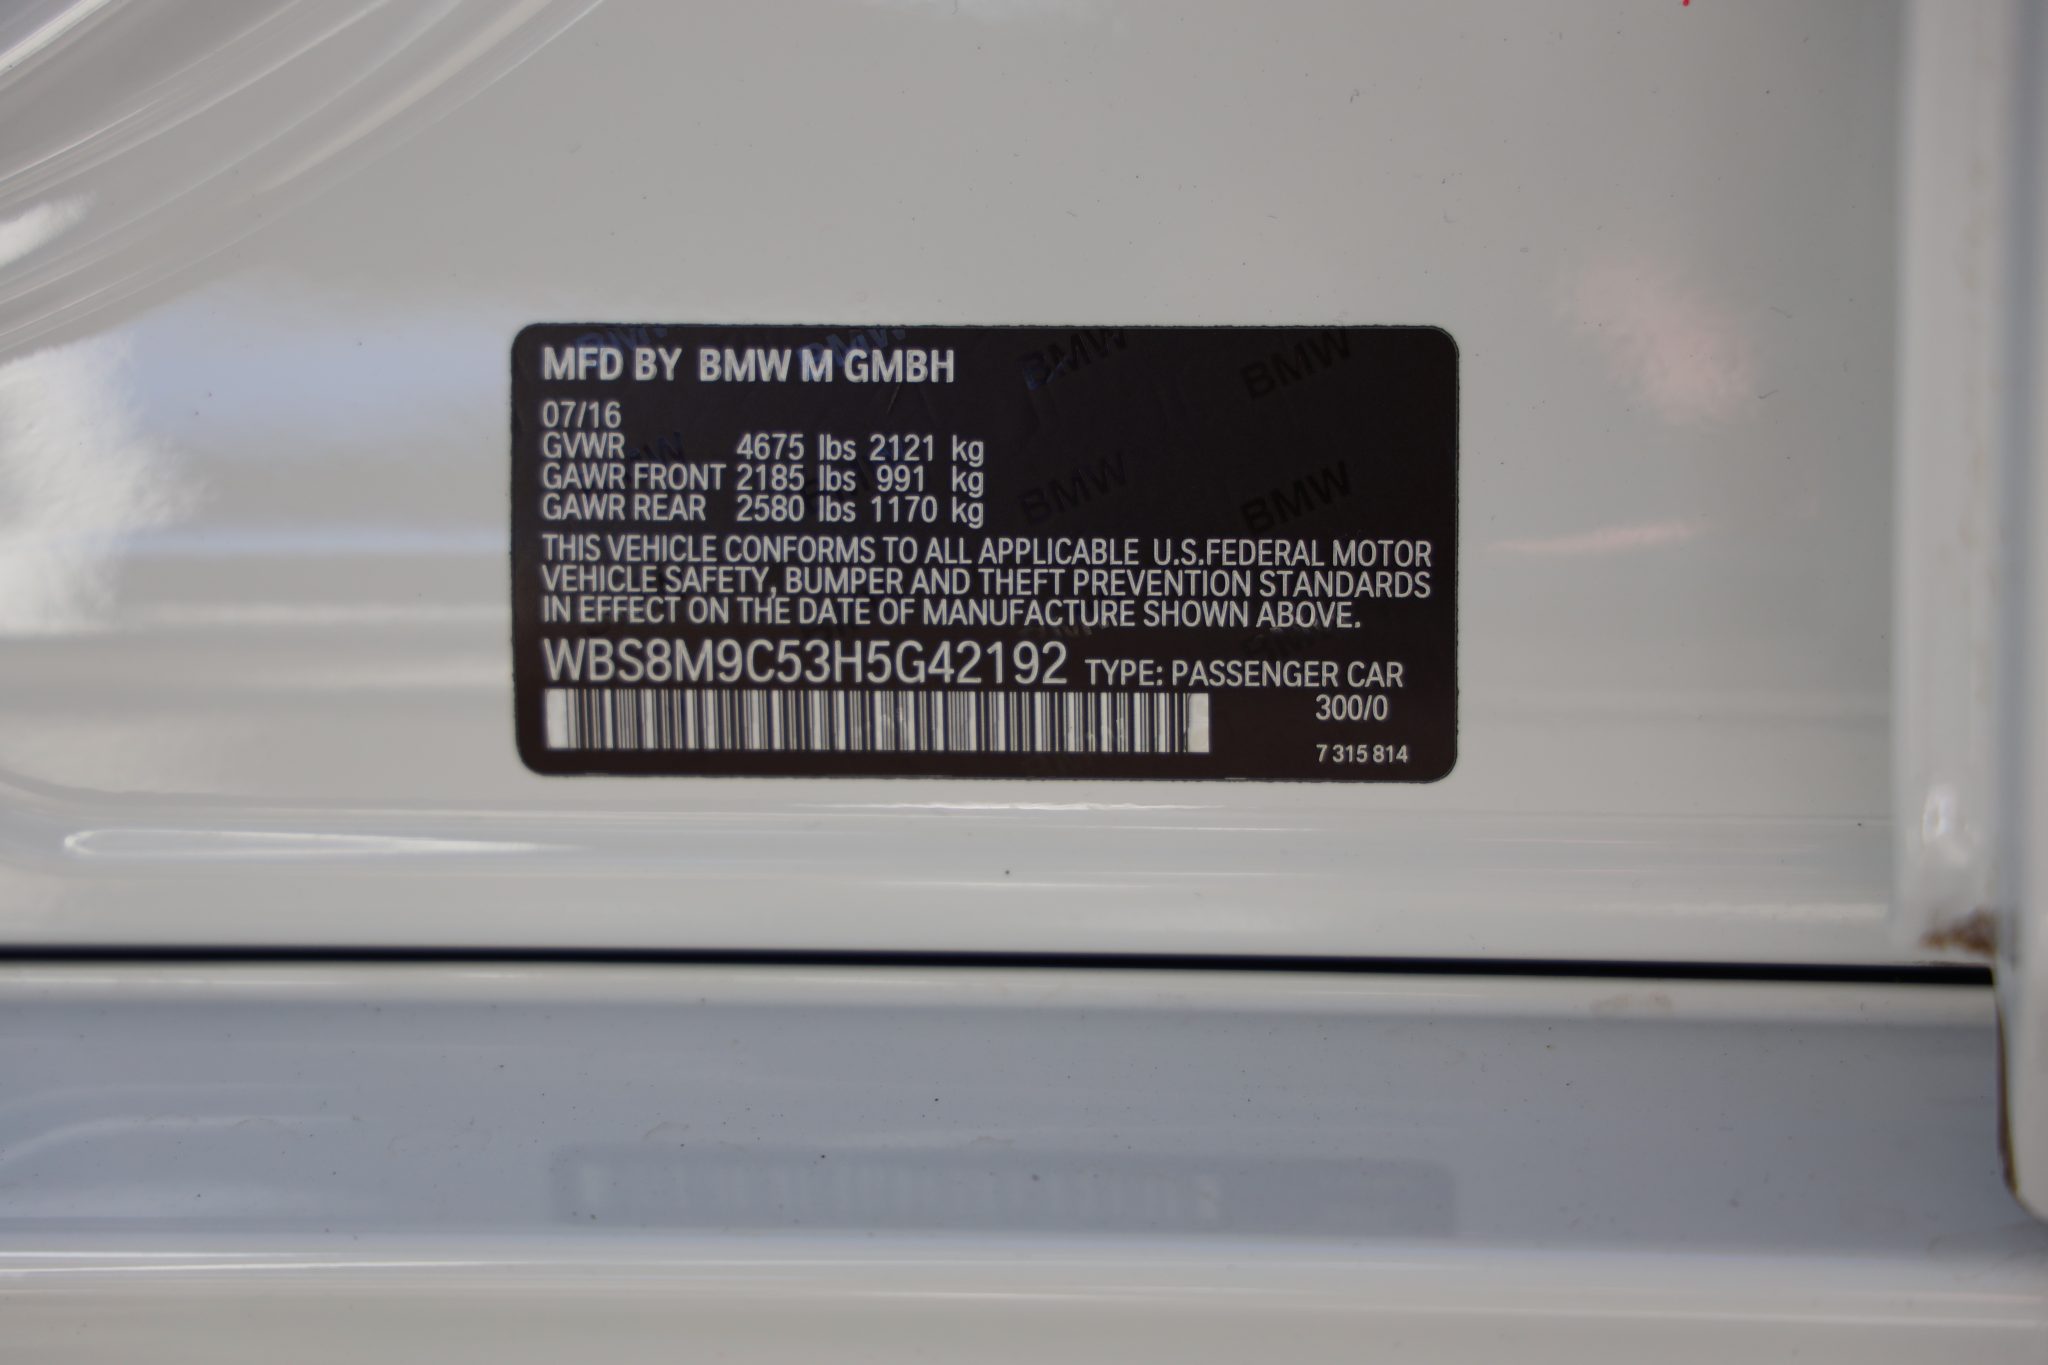 MFD BY BMW M GMBH
07/16
GVWR 4675 lbs 2121 kg
GAWR FRONT 2185 lbs 991 kg
GAWR REAR 2580 lbs 1170 kg
THIS VEHICLE CONFORMS TO ALL APPLICABLE U.S.FEDERAL MOTOR
VEHICLE SAFETY, BUMPER AND THEFT PREVENTION STANDARDS
IN EFFECT ON THE DATE OF MANUFACTURE SHOWN ABOVE.
WBS8M9C53H5G42192 TYPE: PASSENGER CAR
300/0
7 315 814